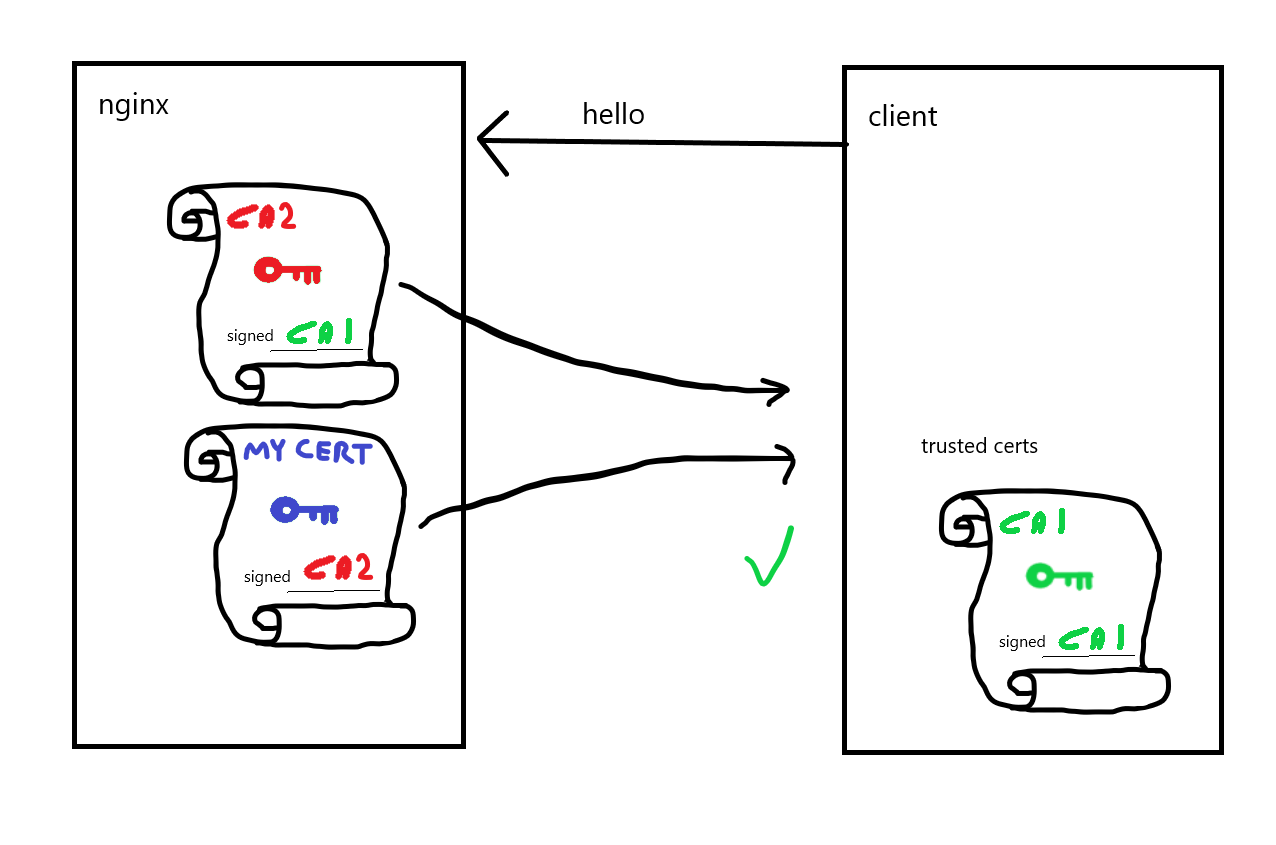 nginx
hello
client
CA2
signed CA1
MY CERT
signed CA2
trusted certs
CA1
signed CA1